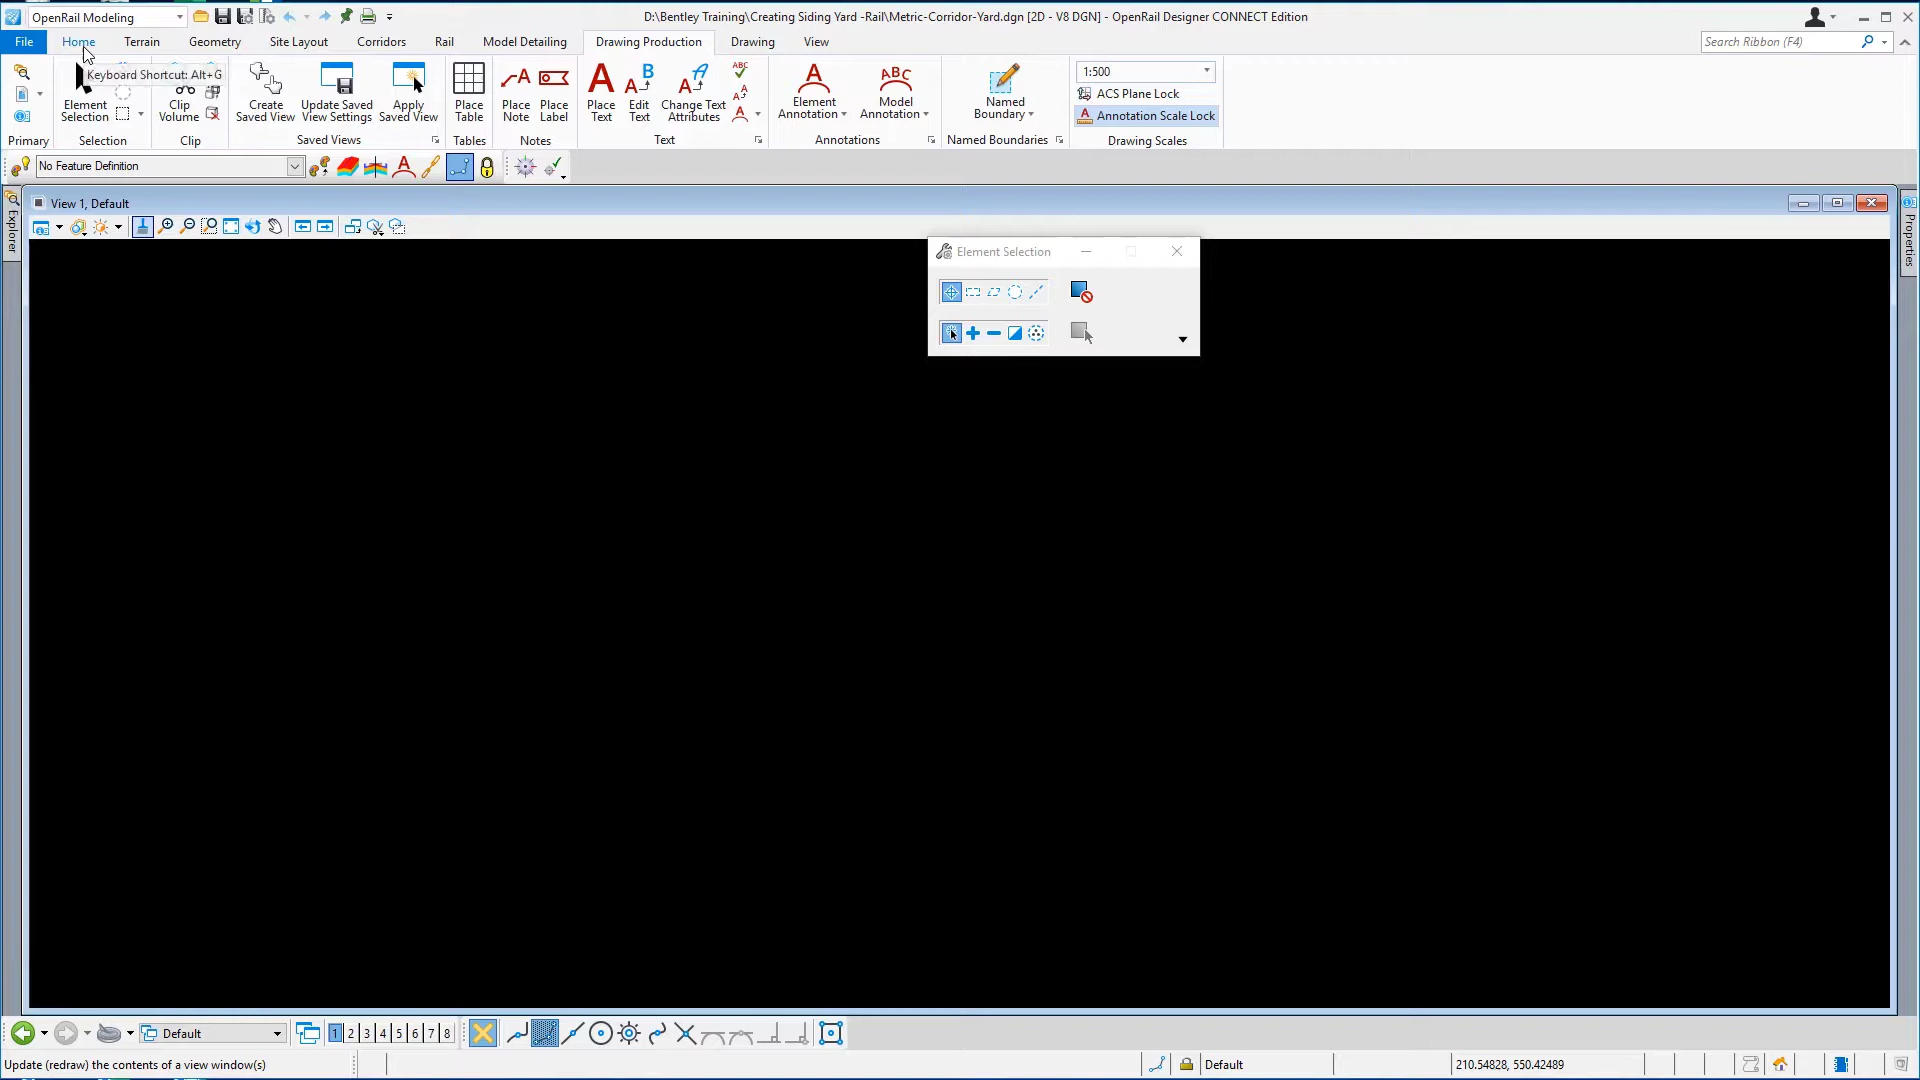 OpenRail Modeling
D:\Bentley Training\Creating Siding Yard -Rail\Metric-Corridor-Yard.dgn [2D - V8 DGN] - OpenRail Designer CONNECT Edition
File Home Terrain Geometry Site Layout Corridors Rail Model Detailing Drawing Production Drawing View
Search Ribbon (F4)
Keyboard Shortcut: Alt+G
Element Selection
Clip Volume
Create Saved View
Update Saved View Settings
Apply Saved View
Place Table
Place Note
Place Label
Place Text
Edit Text
Change Text Attributes
Element Annotation
Model Annotation
Named Boundary
1:500
ACS Plane Lock
Annotation Scale Lock
Primary Selection Clip Saved Views Tables Notes Text Annotations Named Boundaries Drawing Scales
No Feature Definition
Explorer
View 1, Default
Properties
Element Selection
Default
1 2 3 4 5 6 7 8
Update (redraw) the contents of a view window(s)
Default
210.54828, 550.42489